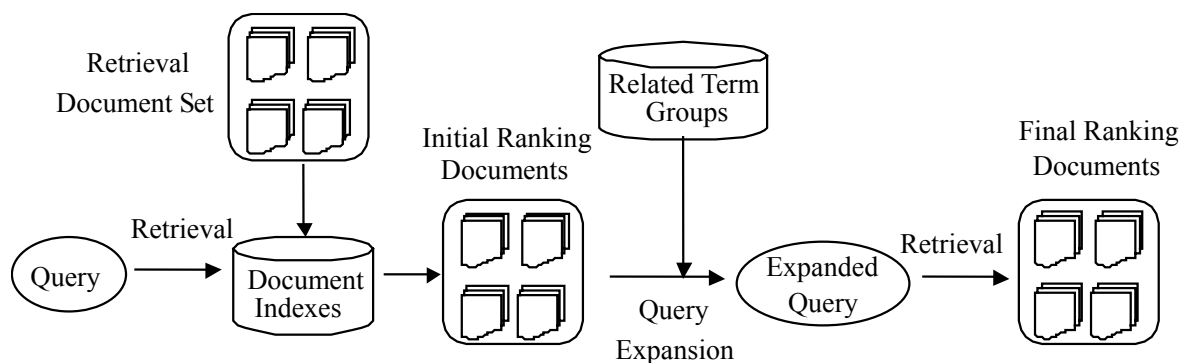 Retrieval
Document Set
Related Term
Groups
Initial Ranking
Documents
Final Ranking
Documents
Retrieval
Query
Document
Indexes
Query
Expansion
Expanded
Query
Retrieval